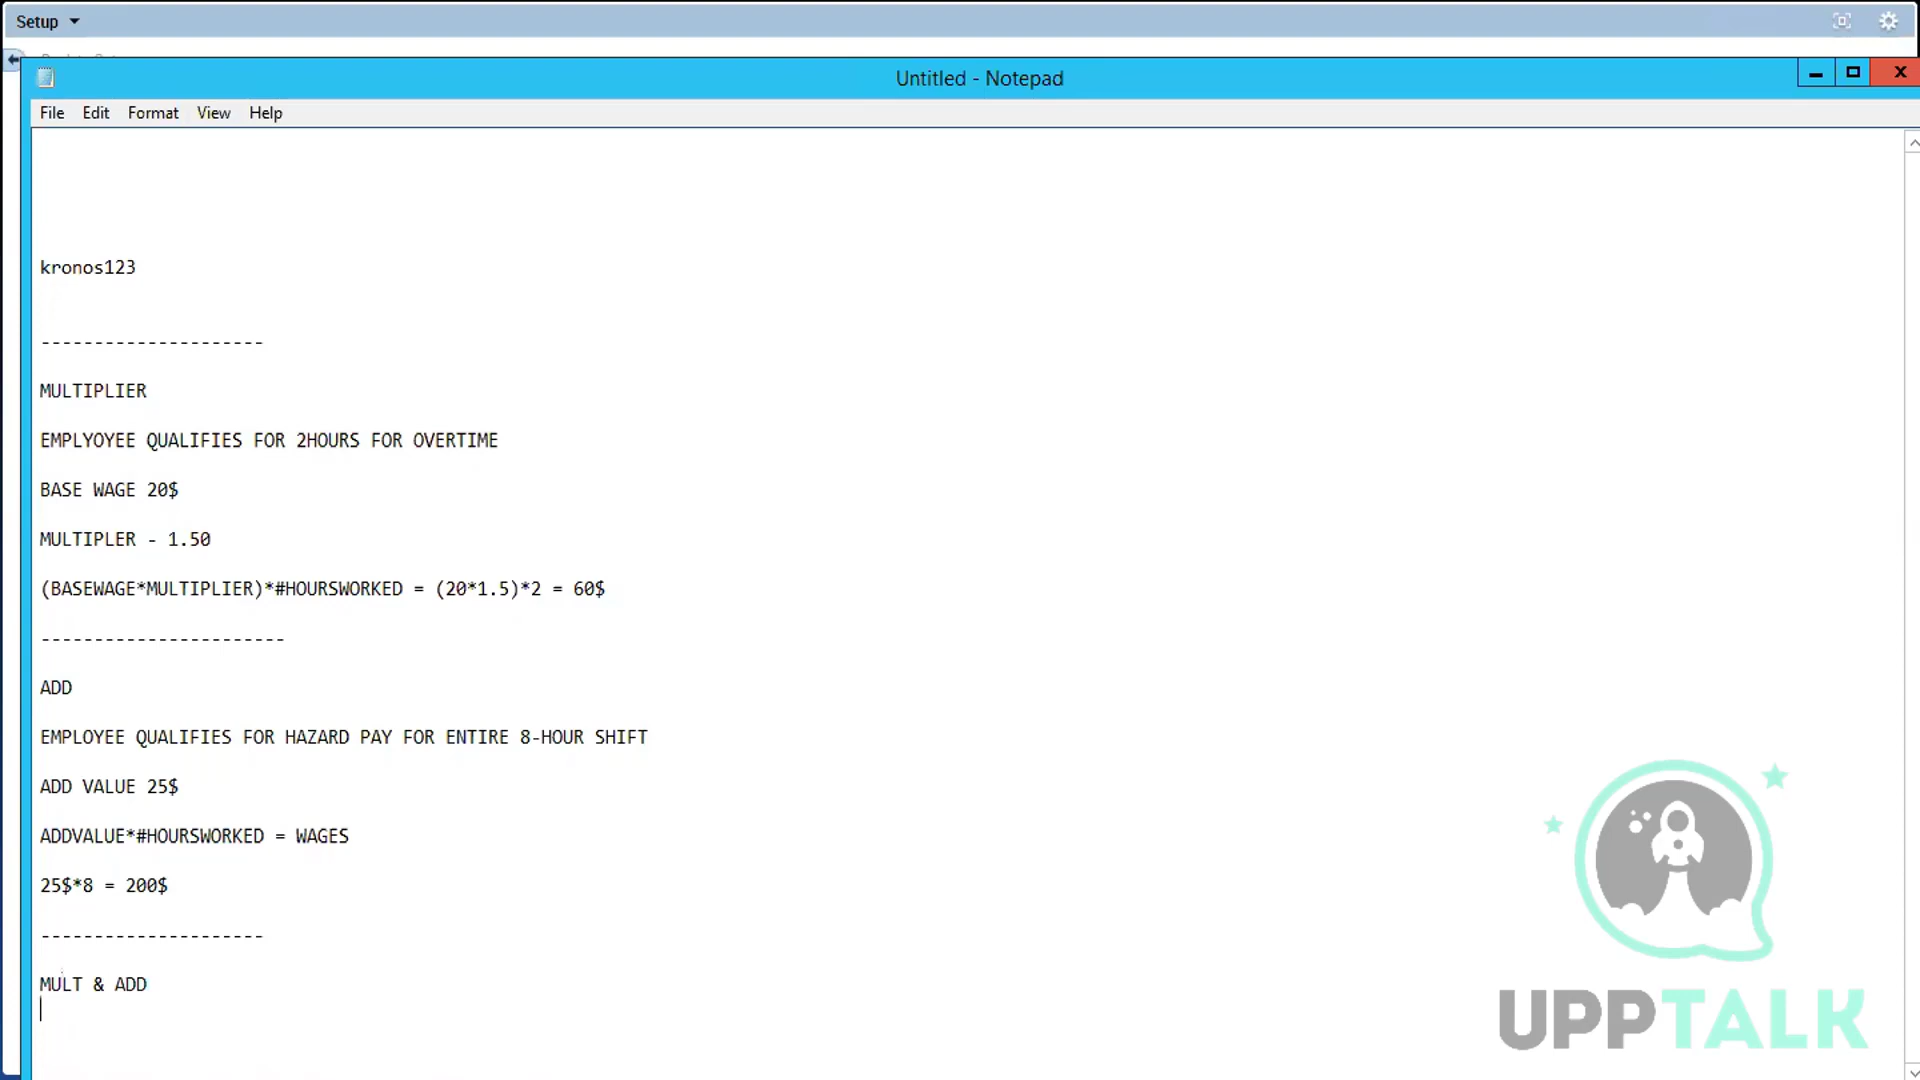 Setup
Untitled - Notepad
File Edit Format View Help
kronos123
---------------------
MULTIPLIER
EMPLYOYEE QUALIFIES FOR 2HOURS FOR OVERTIME
BASE WAGE 20$
MULTIPLER - 1.50
(BASEWAGE*MULTIPLIER)*#HOURSWORKED = (20*1.5)*2 = 60$
-----------------------
ADD
EMPLOYEE QUALIFIES FOR HAZARD PAY FOR ENTIRE 8-HOUR SHIFT
ADD VALUE 25$
ADDVALUE*#HOURSWORKED = WAGES
25$*8 = 200$
---------------------
MULT & ADD
UPPTALK